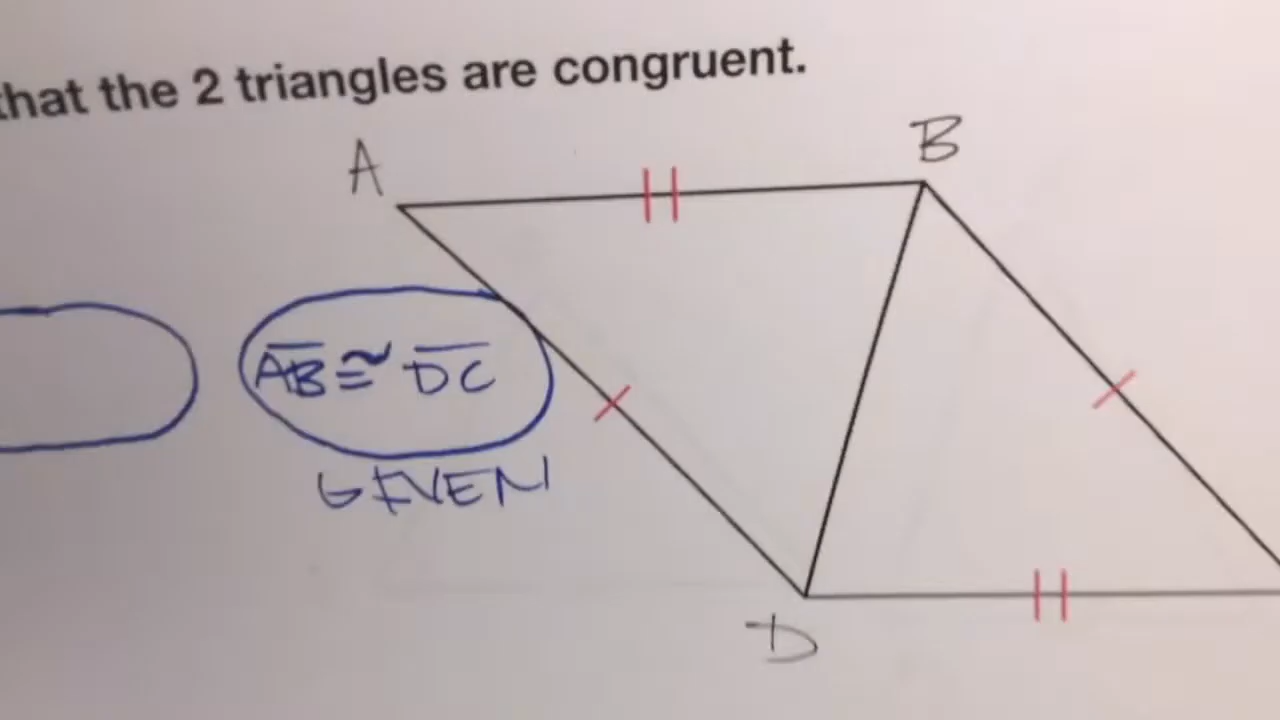 that the 2 triangles are congruent.
A
B
AB ≅ DC
GIVEN
D